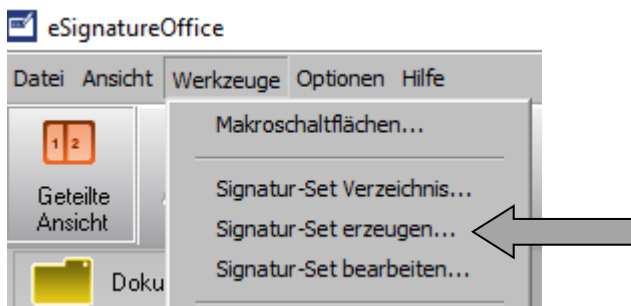 eSignatureOffice
Datei Ansicht Werkzeuge Optionen Hilfe
Makroschaltflächen...
1 2
Geteilte
Ansicht
Signatur-Set Verzeichnis...
Signatur-Set erzeugen...
Signatur-Set bearbeiten...